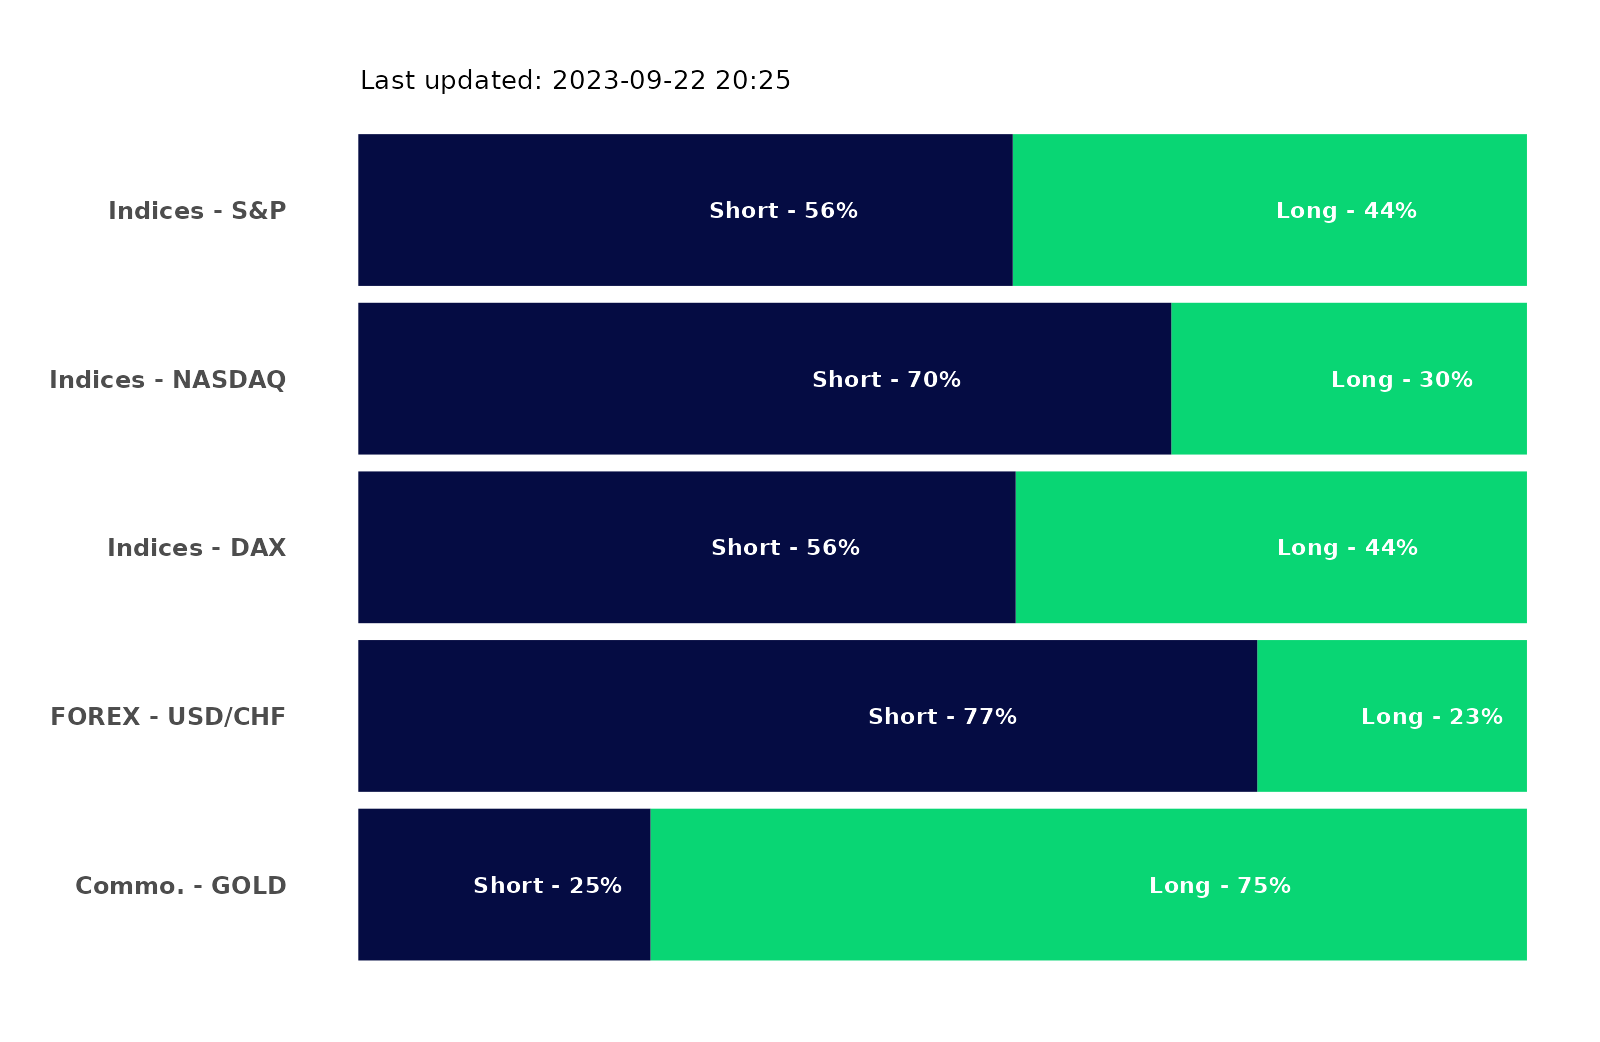 Last updated: 2023-09-22 20:25
Indices - S&P Short - 56% Long - 44%
Indices - NASDAQ Short - 70% Long - 30%
Indices - DAX Short - 56% Long - 44%
FOREX - USD/CHF Short - 77% Long - 23%
Commo. - GOLD Short - 25% Long - 75%